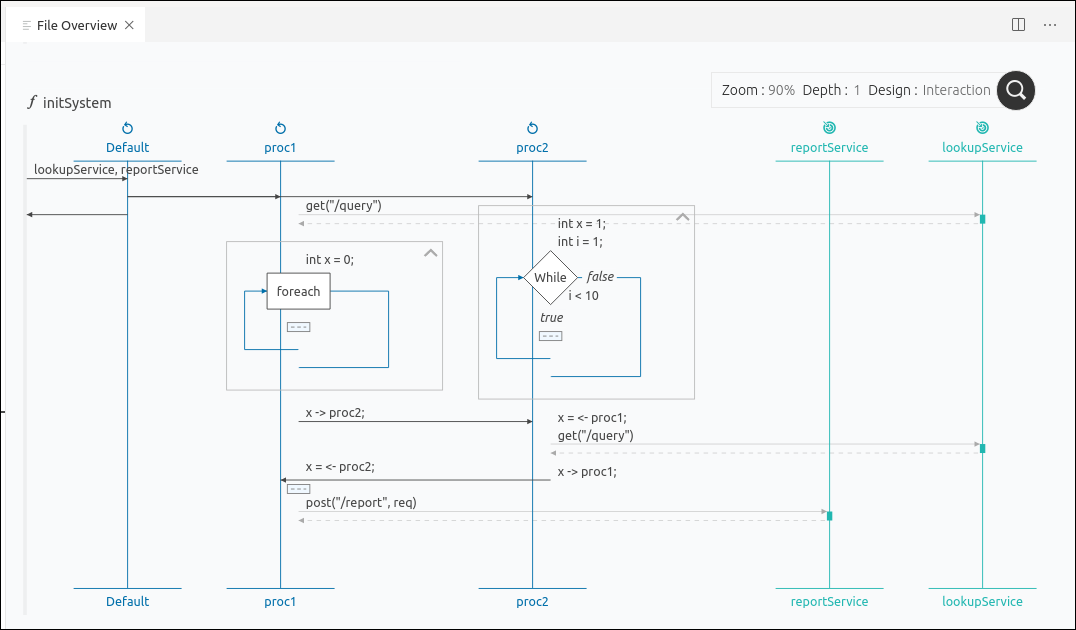 File Overview
Zoom : 90% Depth : 1 Design : Interaction
f initSystem
Default proc1 proc2 reportService lookupService
lookupService, reportService
get("/query")
int x = 1;
int i = 1;
int x = 0;
While false
foreach
i < 10
true
x -> proc2;
x = <- proc1;
get("/query")
x = <- proc2;
x -> proc1;
post("/report", req)
Default proc1 proc2 reportService lookupService